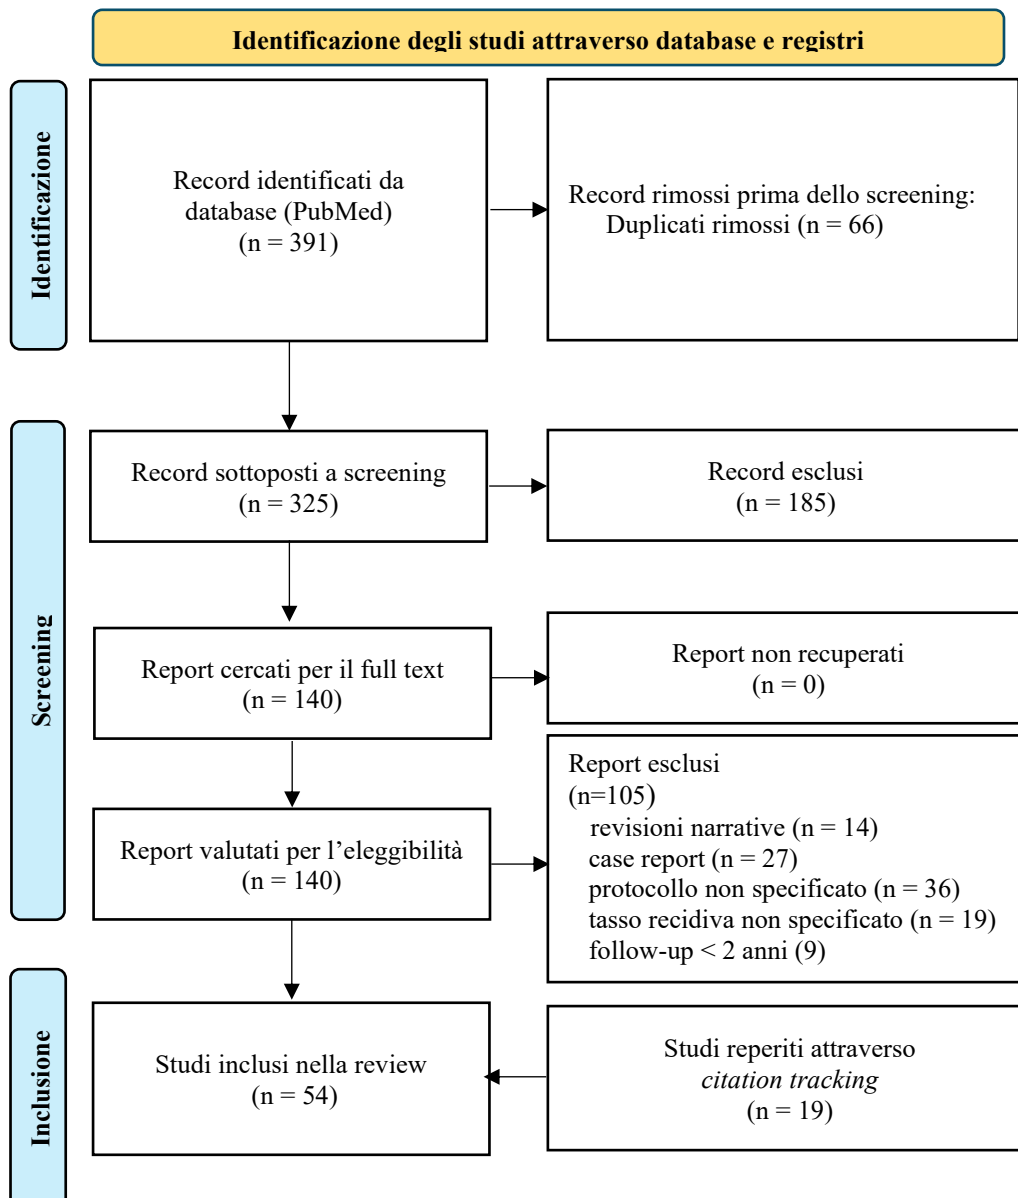 Identificazione degli studi attraverso database e registri
Identificazione
Record identificati da
database (PubMed)
(n = 391)
Record rimossi prima dello screening:
Duplicati rimossi (n = 66)
Screening
Record sottoposti a screening
(n = 325)
Record esclusi
(n = 185)
Report cercati per il full text
(n = 140)
Report non recuperati
(n = 0)
Report valutati per l'eleggibilità
(n = 140)
Report esclusi
(n=105)
revisioni narrative (n = 14)
case report (n = 27)
protocollo non specificato (n = 36)
tasso recidiva non specificato (n = 19)
follow-up < 2 anni (9)
Inclusione
Studi inclusi nella review
(n = 54)
Studi reperiti attraverso
citation tracking
(n = 19)